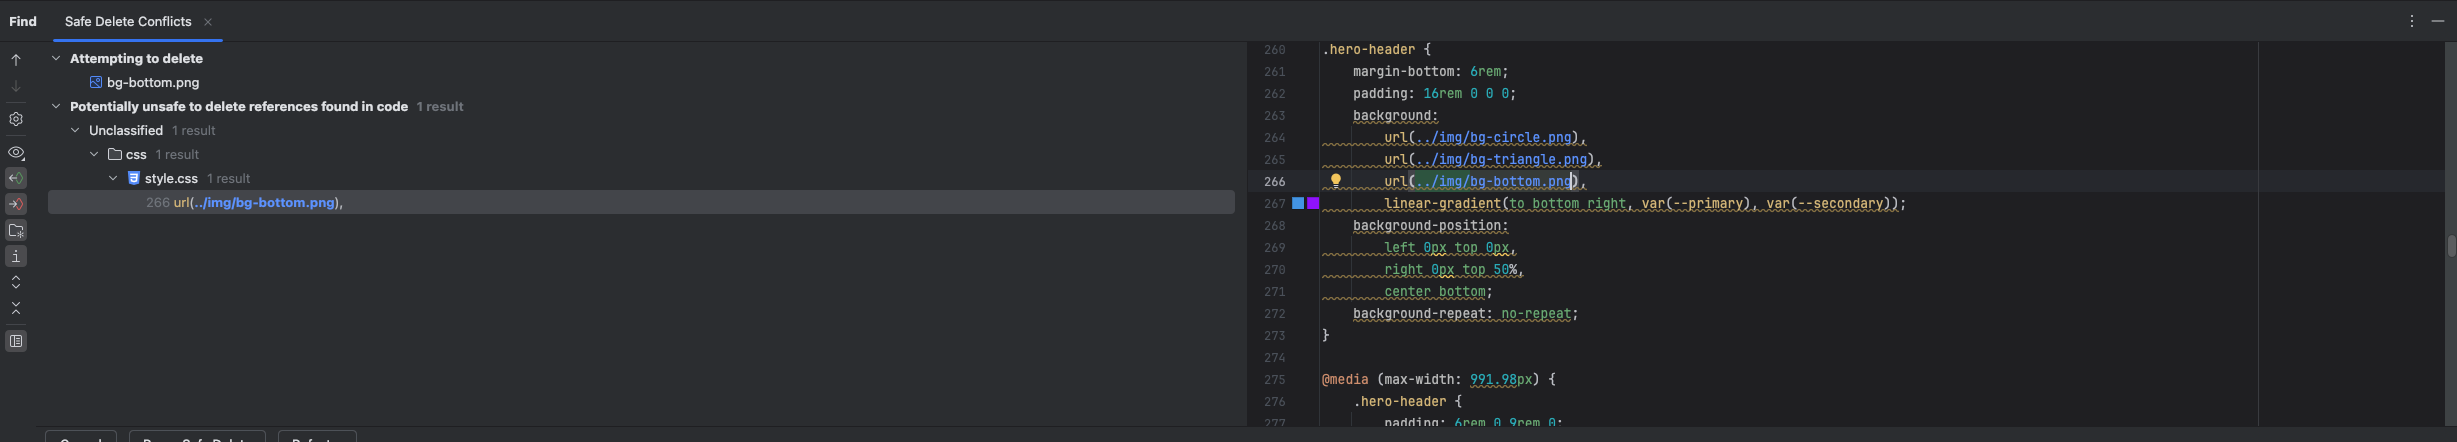 Find Safe Delete Conflicts
Attempting to delete
bg-bottom.png
Potentially unsafe to delete references found in code 1 result
Unclassified 1 result
css 1 result
style.css 1 result
266 url(../img/bg-bottom.png),
260 .hero-header {
261 margin-bottom: 6rem;
262 padding: 16rem 0 0 0;
263 background:
264 url(../img/bg-circle.png),
265 url(../img/bg-triangle.png),
266 url(../img/bg-bottom.png),
267 linear-gradient(to bottom right, var(--primary), var(--secondary));
268 background-position:
269 left 0px top 0px,
270 right 0px top 50%,
271 center bottom;
272 background-repeat: no-repeat;
273 }
274
275 @media (max-width: 991.98px) {
276 .hero-header {
277 padding: 6rem 0 9rem 0;